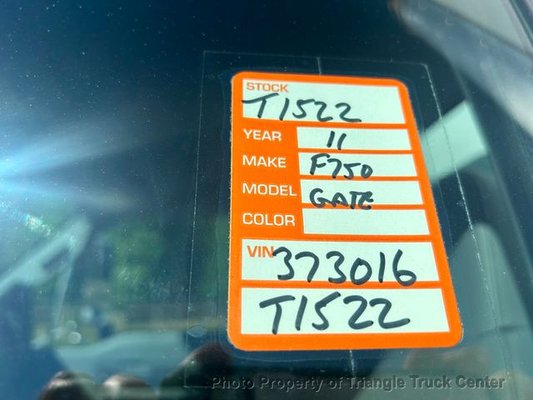 STOCK
T1522
YEAR 11
MAKE F750
MODEL GATE
COLOR
VIN 373016
T1522
Photo Property of Triangle Truck Center